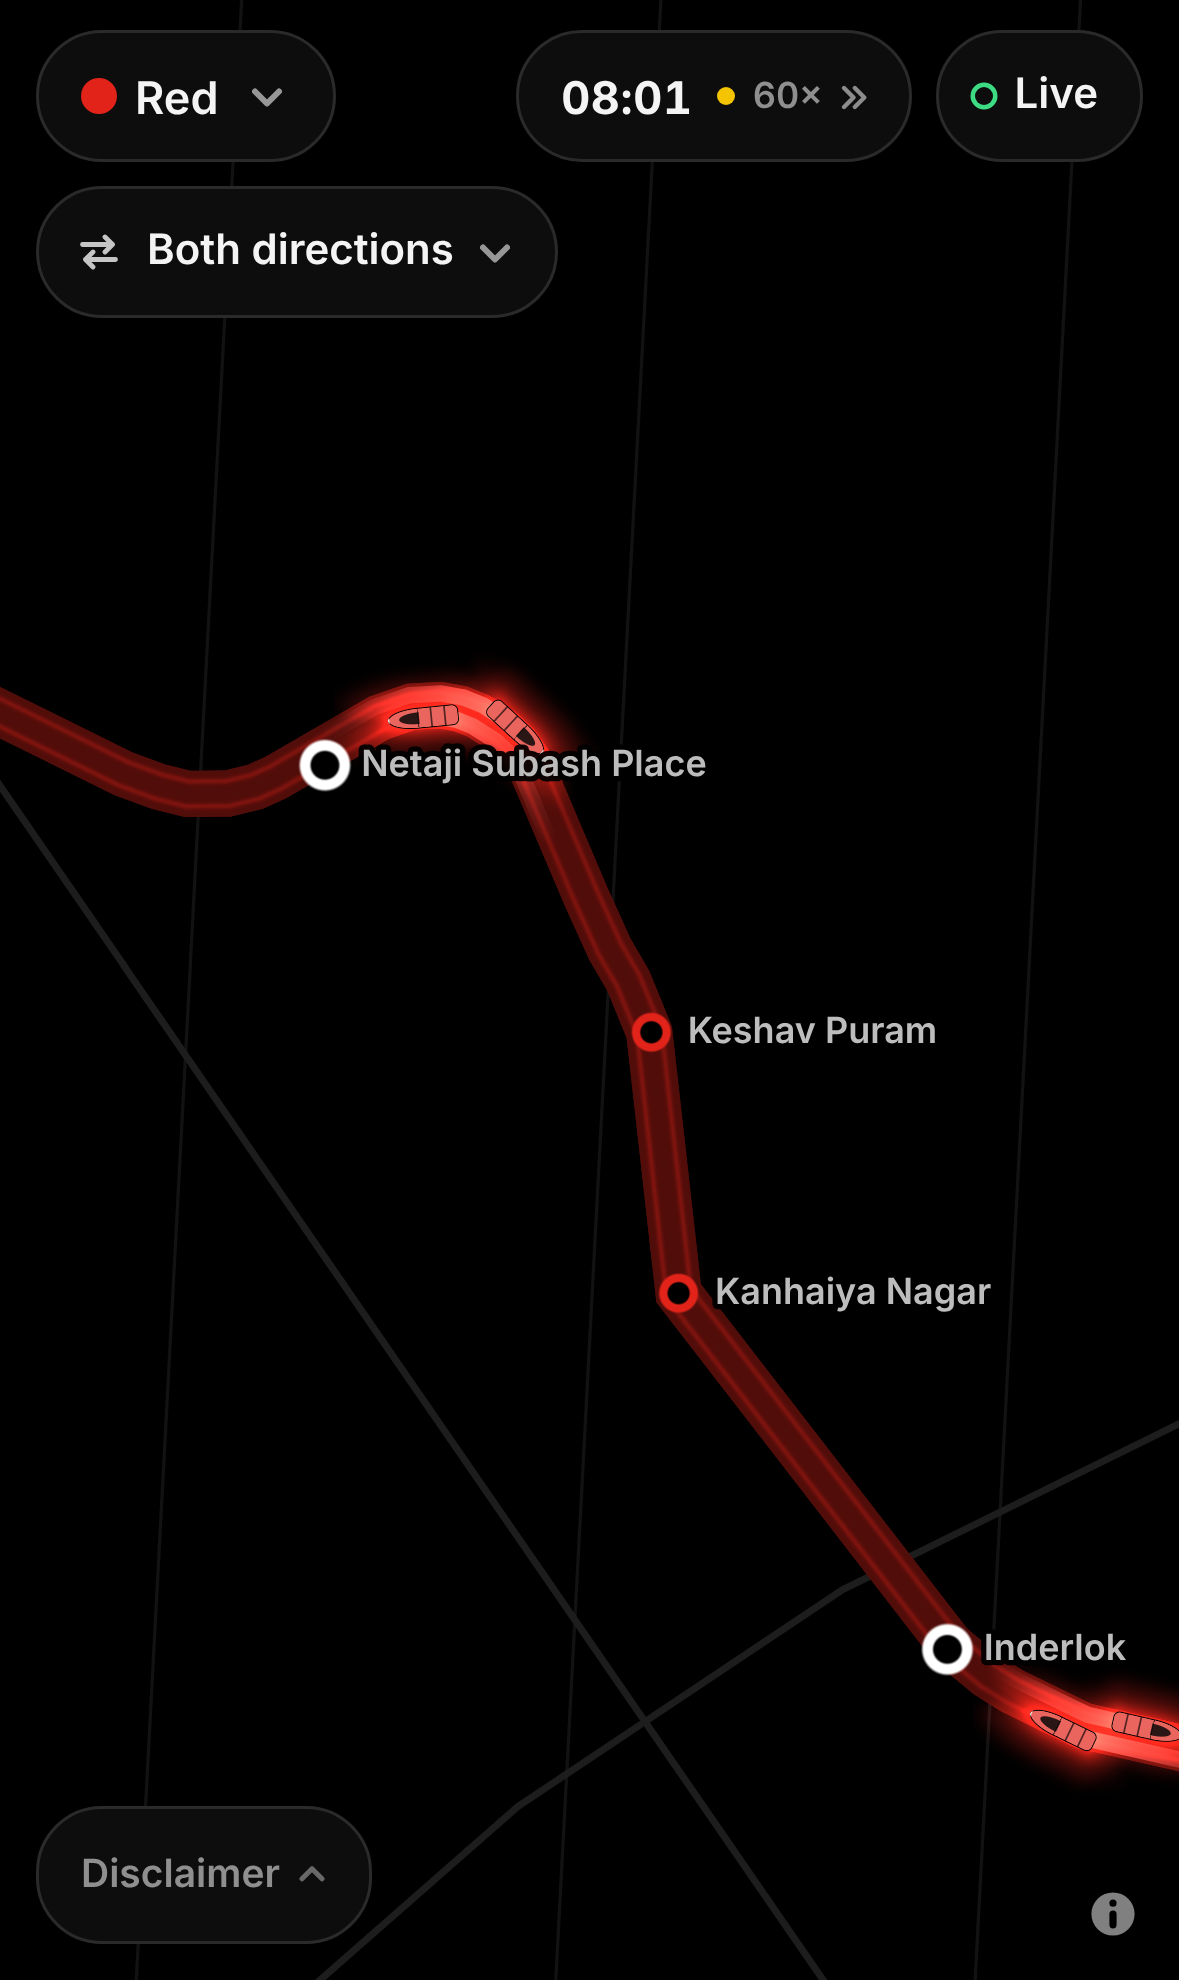 Red
08:01 • 60× »
Live
Both directions
Netaji Subash Place
Keshav Puram
Kanhaiya Nagar
Inderlok
Disclaimer